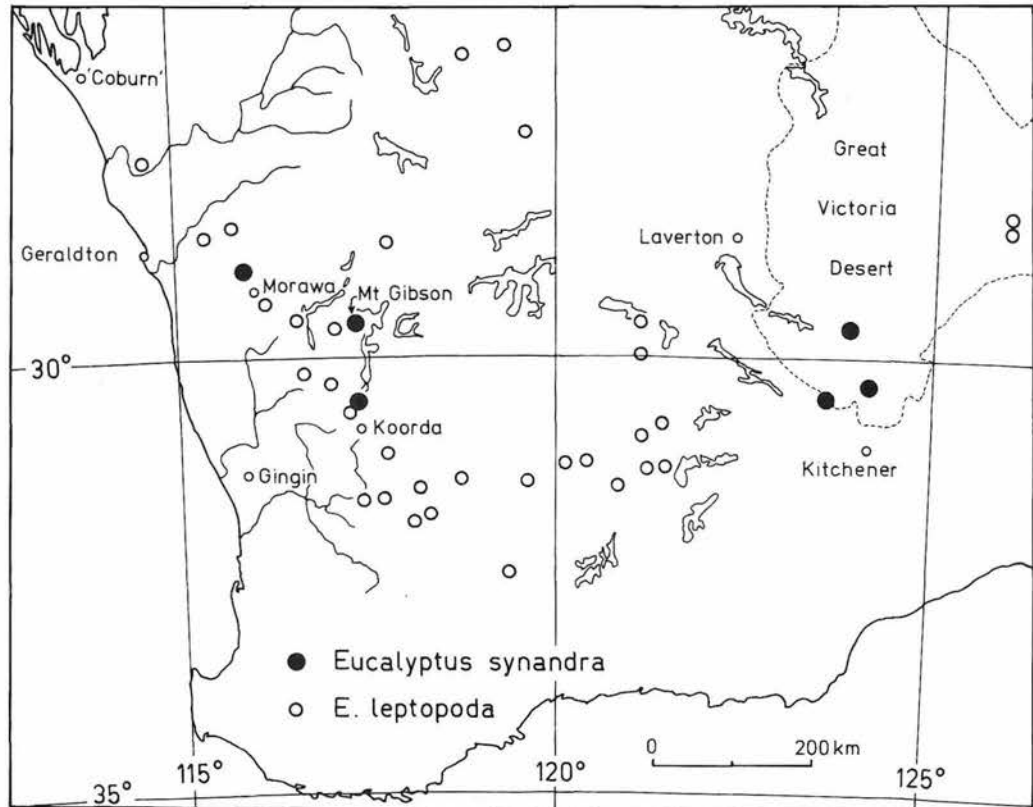 'Coburn'
Great
Victoria
Desert
Laverton
Geraldton
Morawa
Mt Gibson
30°
Koorda
Gingin
Kitchener
Eucalyptus synandra
E. leptopoda
0 200 km
115° 120° 125°
35°